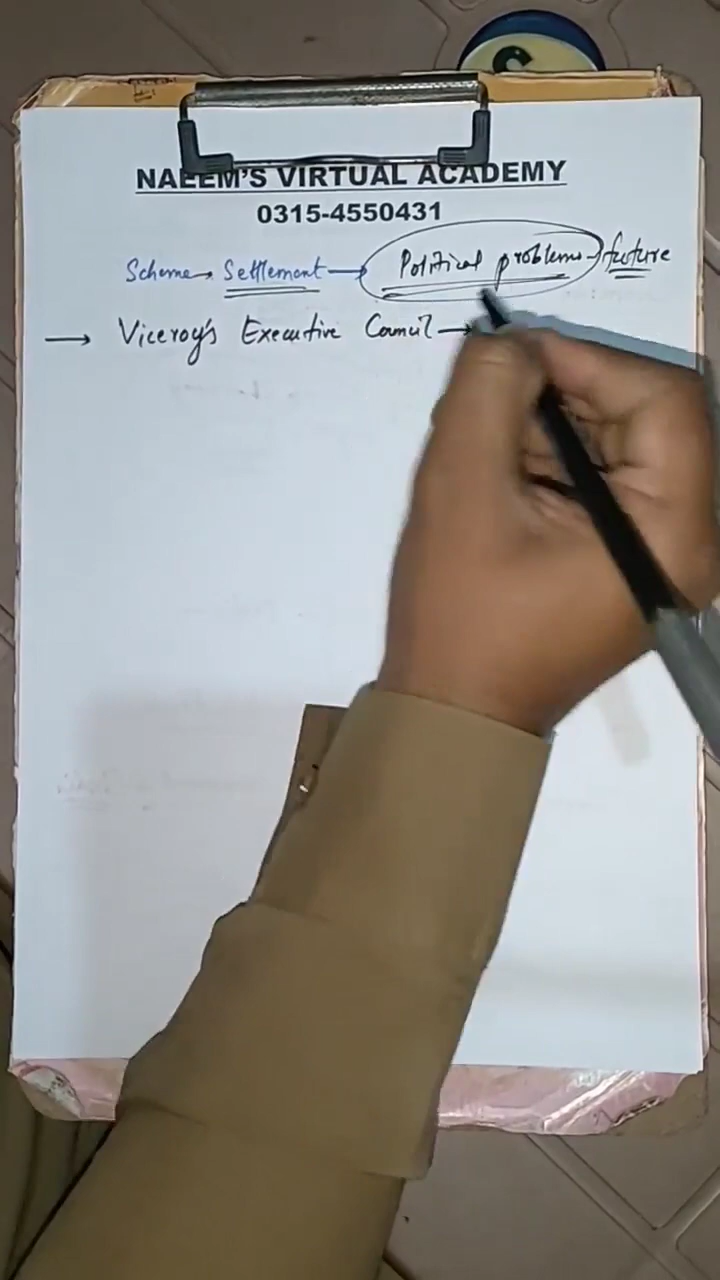 NAEEM'S VIRTUAL ACADEMY
0315-4550431
Scheme → Settlement → Political problems → future
→ Viceroy's Executive Council →